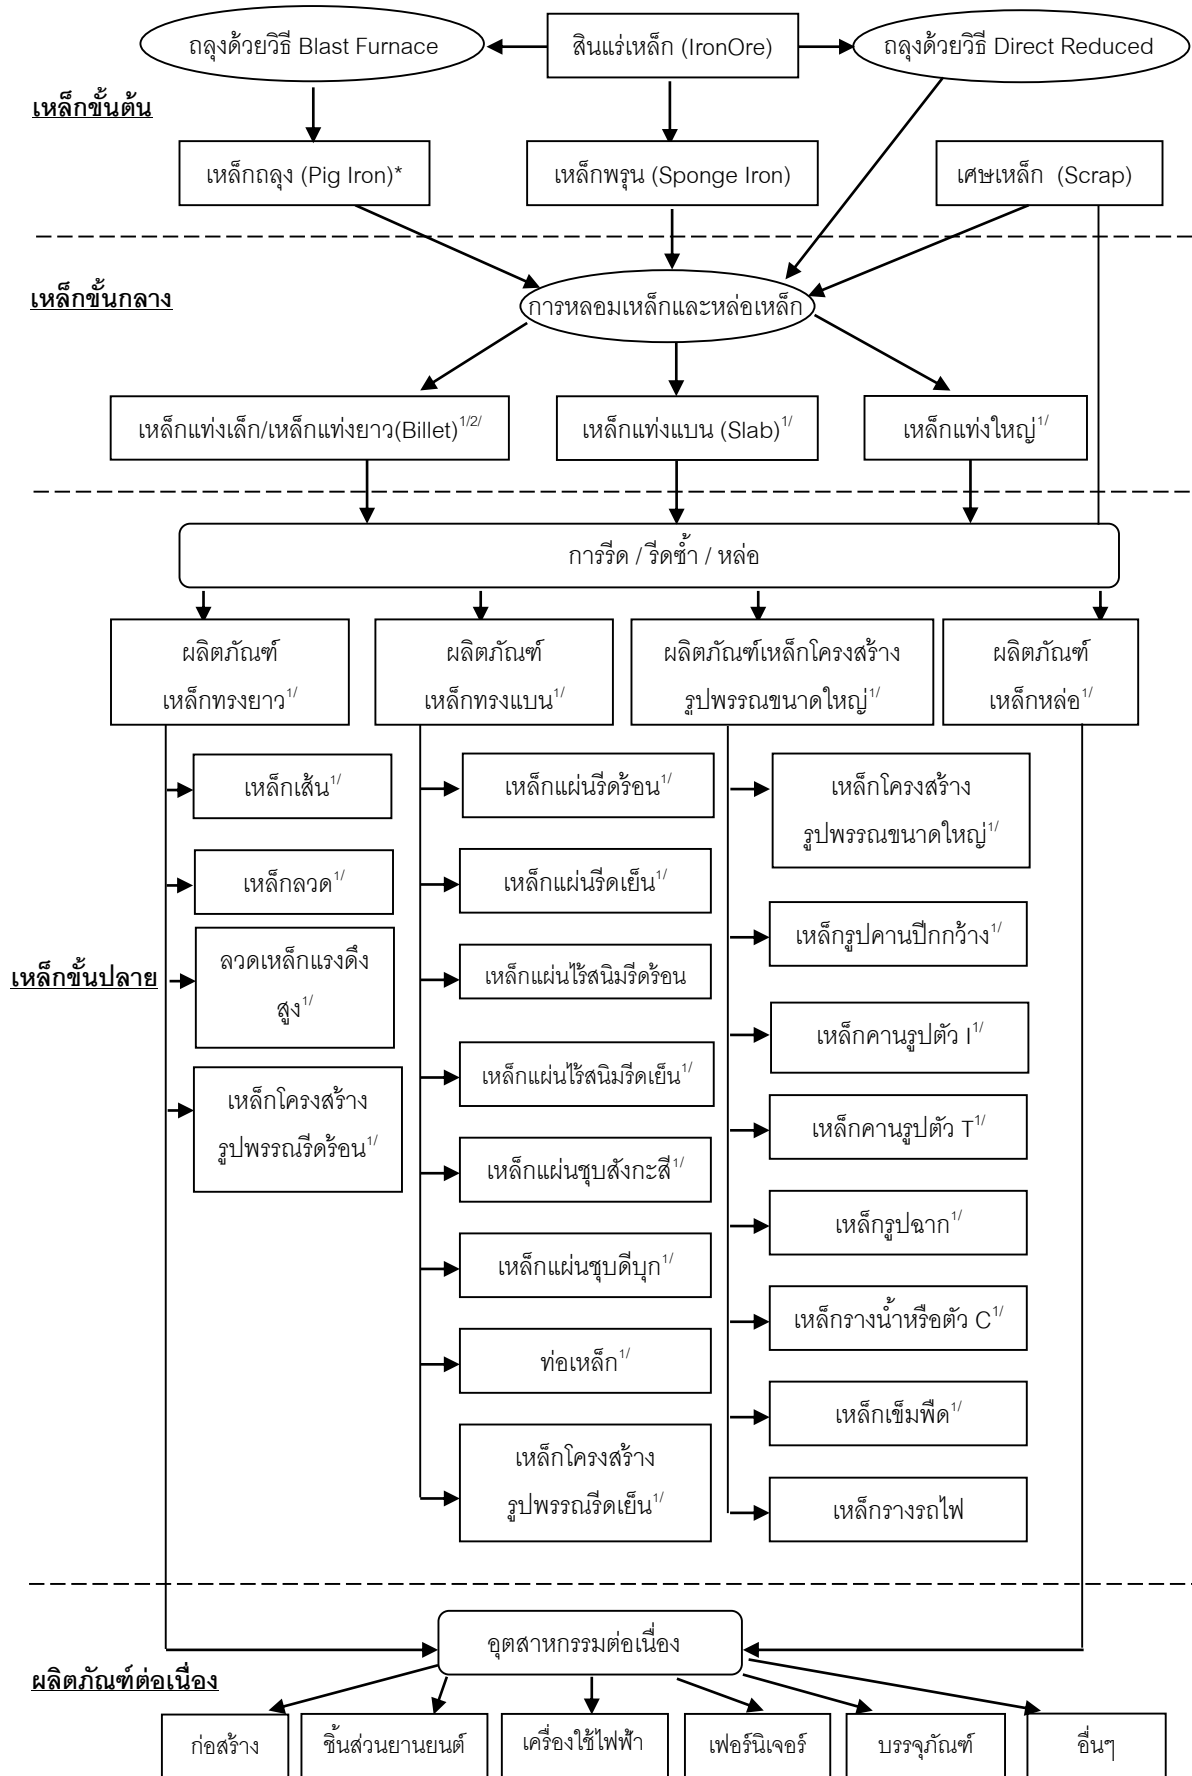 ถลุงด้วยวิธี Blast Furnace
สินแร่เหล็ก (IronOre)
ถลุงด้วยวิธี Direct Reduced
เหล็กขั้นต้น
เหล็กถลุง (Pig Iron)*
เหล็กพรุน (Sponge Iron)
เศษเหล็ก (Scrap)
เหล็กขั้นกลาง
การหลอมเหล็กและหล่อเหล็ก
เหล็กแท่งเล็ก/เหล็กแท่งยาว(Billet)1/2/
เหล็กแท่งแบน (Slab)1/
เหล็กแท่งใหญ่1/
การรีด / รีดซ้ำ / หล่อ
ผลิตภัณฑ์
เหล็กทรงยาว1/
ผลิตภัณฑ์
เหล็กทรงแบน1/
ผลิตภัณฑ์เหล็กโครงสร้าง
รูปพรรณขนาดใหญ่1/
ผลิตภัณฑ์
เหล็กหล่อ1/
เหล็กขั้นปลาย
เหล็กเส้น1/
เหล็กลวด1/
ลวดเหล็กแรงดึง
สูง1/
เหล็กโครงสร้าง
รูปพรรณรีดร้อน1/
เหล็กแผ่นรีดร้อน1/
เหล็กแผ่นรีดเย็น1/
เหล็กแผ่นไร้สนิมรีดร้อน
เหล็กแผ่นไร้สนิมรีดเย็น1/
เหล็กแผ่นชุบสังกะสี1/
เหล็กแผ่นชุบดีบุก1/
ท่อเหล็ก1/
เหล็กโครงสร้าง
รูปพรรณรีดเย็น1/
เหล็กโครงสร้าง
รูปพรรณขนาดใหญ่1/
เหล็กรูปคานปีกกว้าง1/
เหล็กคานรูปตัว I1/
เหล็กคานรูปตัว T1/
เหล็กรูปฉาก1/
เหล็กรางน้ำหรือตัว C1/
เหล็กเข็มพืด1/
เหล็กรางรถไฟ
อุตสาหกรรมต่อเนื่อง
ผลิตภัณฑ์ต่อเนื่อง
ก่อสร้าง
ชิ้นส่วนยานยนต์
เครื่องใช้ไฟฟ้า
เฟอร์นิเจอร์
บรรจุภัณฑ์
อื่นๆ